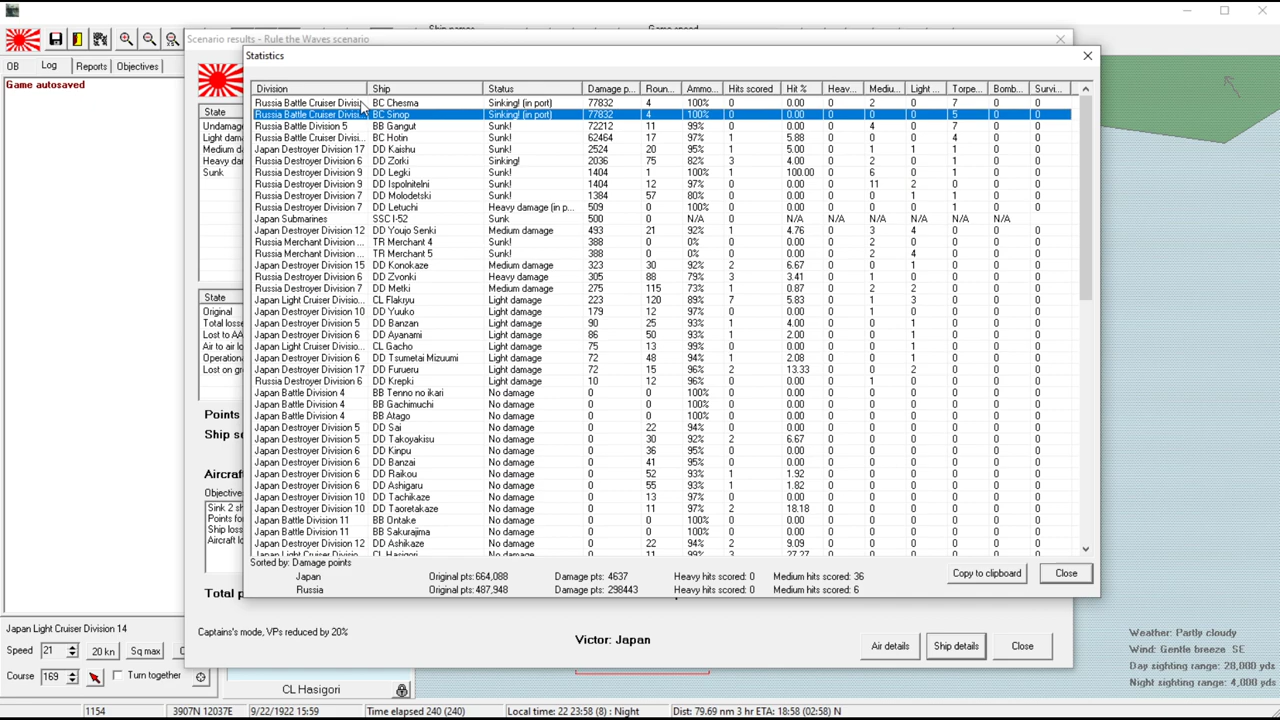 Ship names
Game speed
Scenario results - Rule the Waves scenario
OB Log Reports Objectives
Statistics
Game autosaved
State
Undamag
Light dam
Medium d
Heavy dar
Sunk
State
Original
Total losse
Lost to AA
Air to air lo
Operation
Lost on gr
Points
Ship sc
Aircraf
Objectives
Sink 2 sh
Points for
Ship loss
Aircraft lo
Total p
Division Ship Status Damage p... Roun... Ammo... Hits scored Hit % Heav... Mediu... Light ... Torpe... Bomb... Survi...
Russia Battle Cruiser Divisi BC Chesma Sinking! (in port) 77832 4 100% 0 0.00 0 2 0 7 0 0
Russia Battle Cruiser Divisi... BC Sinop Sinking! (in port) 77832 4 100% 0 0.00 0 0 0 5 0 0
Russia Battle Division 5 BB Gangut Sunk! 72212 11 99% 0 0.00 0 4 0 7 0 0
Russia Battle Cruiser Divisi... BC Hotin Sunk! 62464 17 97% 1 5.88 0 0 0 4 0 0
Japan Destroyer Division 17 DD Kaishu Sunk! 2524 20 95% 1 5.00 0 1 1 1 0 0
Russia Destroyer Division 6 DD Zorki Sinking! 2036 75 82% 3 4.00 0 2 0 1 0 0
Russia Destroyer Division 9 DD Legki Sunk! 1404 1 100% 1 100.00 0 6 0 0 0 0
Russia Destroyer Division 9 DD Ispolnitelni Sunk! 1404 12 97% 0 0.00 0 11 2 0 0 0
Russia Destroyer Division 7 DD Molodetski Sunk! 1384 57 80% 0 0.00 0 0 1 1 0 0
Russia Destroyer Division 7 DD Letuchi Heavy damage (in p... 509 0 100% 0 0.00 0 0 0 1 0 0
Japan Submarines SSC I-52 Sunk 500 0 N/A 0 N/A N/A N/A N/A N/A N/A
Japan Destroyer Division 12 DD Youjo Senki Medium damage 493 21 92% 1 4.76 0 3 4 0 0 0
Russia Merchant Division ... TR Merchant 4 Sunk! 388 0 0% 0 0.00 0 2 0 0 0 0
Russia Merchant Division ... TR Merchant 5 Sunk! 388 0 0% 0 0.00 0 2 4 0 0 0
Japan Destroyer Division 15 DD Konokaze Medium damage 323 30 92% 2 6.67 0 0 1 0 0 0
Russia Destroyer Division 6 DD Zvonki Heavy damage 305 88 79% 3 3.41 0 1 0 0 0 0
Russia Destroyer Division 7 DD Metki Medium damage 275 115 73% 1 0.87 0 2 2 0 0 0
Japan Light Cruiser Divisio... CL Flakryu Light damage 223 120 89% 7 5.83 0 1 3 0 0 0
Japan Destroyer Division 10 DD Yuuko Light damage 179 12 97% 0 0.00 0 0 1 0 0 0
Japan Destroyer Division 5 DD Banzan Light damage 90 25 93% 1 4.00 0 0 1 0 0 0
Japan Destroyer Division 6 DD Ayanami Light damage 86 50 93% 1 2.00 0 0 1 0 0 0
Japan Light Cruiser Divisio... CL Gacho Light damage 75 13 99% 0 0.00 0 0 1 0 0 0
Japan Destroyer Division 6 DD Tsumetai Mizuumi Light damage 72 48 94% 1 2.08 0 0 1 0 0 0
Japan Destroyer Division 17 DD Furueru Light damage 72 15 96% 2 13.33 0 0 2 0 0 0
Russia Destroyer Division 6 DD Krepki Light damage 10 12 96% 0 0.00 0 1 0 0 0 0
Japan Battle Division 4 BB Tenno no ikari No damage 0 0 100% 0 0.00 0 0 0 0 0 0
Japan Battle Division 4 BB Gachimuchi No damage 0 0 100% 0 0.00 0 0 0 0 0 0
Japan Battle Division 4 BB Atago No damage 0 0 100% 0 0.00 0 0 0 0 0 0
Japan Destroyer Division 5 DD Sai No damage 0 22 94% 0 0.00 0 0 0 0 0 0
Japan Destroyer Division 5 DD Takoyakisu No damage 0 30 92% 2 6.67 0 0 0 0 0 0
Japan Destroyer Division 6 DD Kinpu No damage 0 36 95% 0 0.00 0 0 0 0 0 0
Japan Destroyer Division 6 DD Banzai No damage 0 41 95% 0 0.00 0 0 0 0 0 0
Japan Destroyer Division 6 DD Raikou No damage 0 52 93% 1 1.92 0 0 0 0 0 0
Japan Destroyer Division 6 DD Ashigaru No damage 0 55 93% 1 1.82 0 0 0 0 0 0
Japan Destroyer Division 10 DD Tachikaze No damage 0 13 97% 0 0.00 0 0 0 0 0 0
Japan Destroyer Division 10 DD Taoretakaze No damage 0 11 97% 2 18.18 0 0 0 0 0 0
Japan Battle Division 11 BB Ontake No damage 0 0 100% 0 0.00 0 0 0 0 0 0
Japan Battle Division 11 BB Sakurajima No damage 0 0 100% 0 0.00 0 0 0 0 0 0
Japan Destroyer Division 12 DD Ashikaze No damage 0 22 94% 2 9.09 0 0 0 0 0 0
Japan Light Cruiser Divisio... CL Hasigori No damage 0 11 99% 3 27.27 0 0 0 0 0 0
Sorted by: Damage points
Japan Original pts:664,088 Damage pts: 4637 Heavy hits scored: 0 Medium hits scored: 36
Russia Original pts:487,948 Damage pts: 298443 Heavy hits scored: 0 Medium hits scored: 6
Copy to clipboard Close
Captains's mode, VPs reduced by 20%
Victor: Japan
Air details Ship details Close
Japan Light Cruiser Division 14
Speed 21 20 kn Sq max
Course 169 Turn together
CL Hasigori
Weather: Partly cloudy
Wind: Gentle breeze SE
Day sighting range: 28,000 yds
Night sighting range: 4,000 yds
1154 3907N 12037E 9/22/1922 15:59 Time elapsed 240 (240) Local time: 22 23:58 (8) : Night Dist: 79.69 nm 3 hr ETA: 18:58 (02:58) N